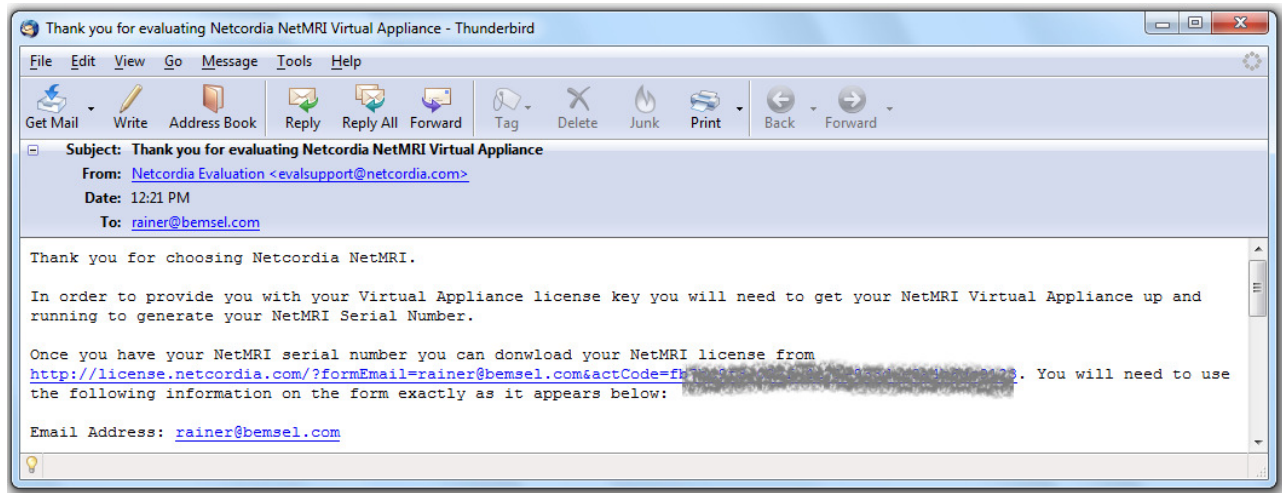 Thank you for evaluating Netcordia NetMRI Virtual Appliance - Thunderbird
File Edit View Go Message Tools Help
Get Mail Write Address Book Reply Reply All Forward Tag Delete Junk Print Back Forward
Subject: Thank you for evaluating Netcordia NetMRI Virtual Appliance
From: Netcordia Evaluation <evalsupport@netcordia.com>
Date: 12:21 PM
To: rainer@bemsel.com
Thank you for choosing Netcordia NetMRI.
In order to provide you with your Virtual Appliance license key you will need to get your NetMRI Virtual Appliance up and
running to generate your NetMRI Serial Number.
Once you have your NetMRI serial number you can donwload your NetMRI license from
http://license.netcordia.com/?formEmail=rainer@bemsel.com&actCode= You will need to use
the following information on the form exactly as it appears below:
Email Address: rainer@bemsel.com